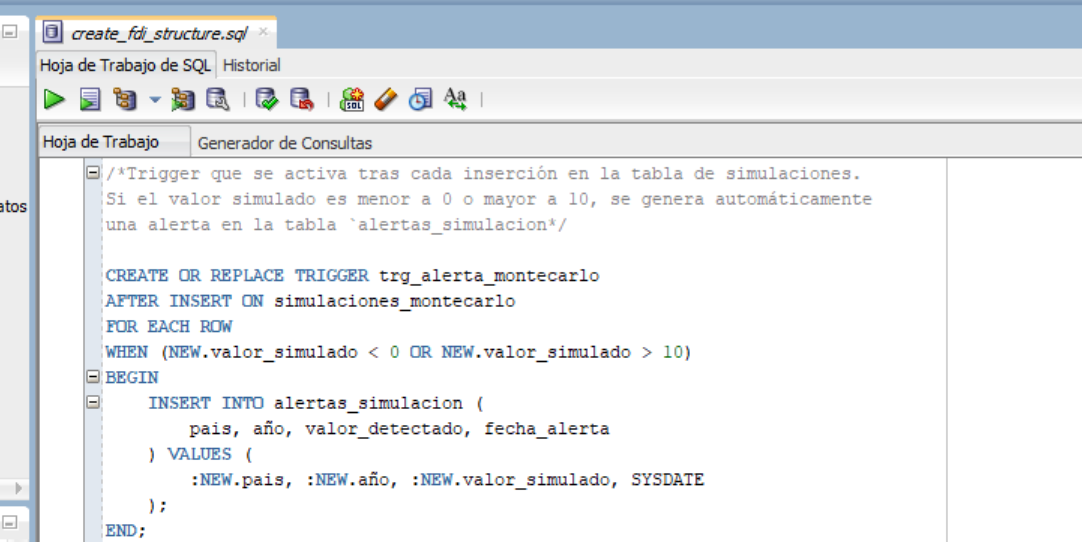 create_fdi_structure.sql
Hoja de Trabajo de SQL Historial
SQL
Aa
Hoja de Trabajo Generador de Consultas
atos
/*Trigger que se activa tras cada inserción en la tabla de simulaciones.
Si el valor simulado es menor a 0 o mayor a 10, se genera automáticamente
una alerta en la tabla `alertas_simulacion*/
CREATE OR REPLACE TRIGGER trg_alerta_montecarlo
AFTER INSERT ON simulaciones_montecarlo
FOR EACH ROW
WHEN (NEW.valor_simulado < 0 OR NEW.valor_simulado > 10)
BEGIN
INSERT INTO alertas_simulacion (
pais, año, valor_detectado, fecha_alerta
) VALUES (
:NEW.pais, :NEW.año, :NEW.valor_simulado, SYSDATE
);
END;